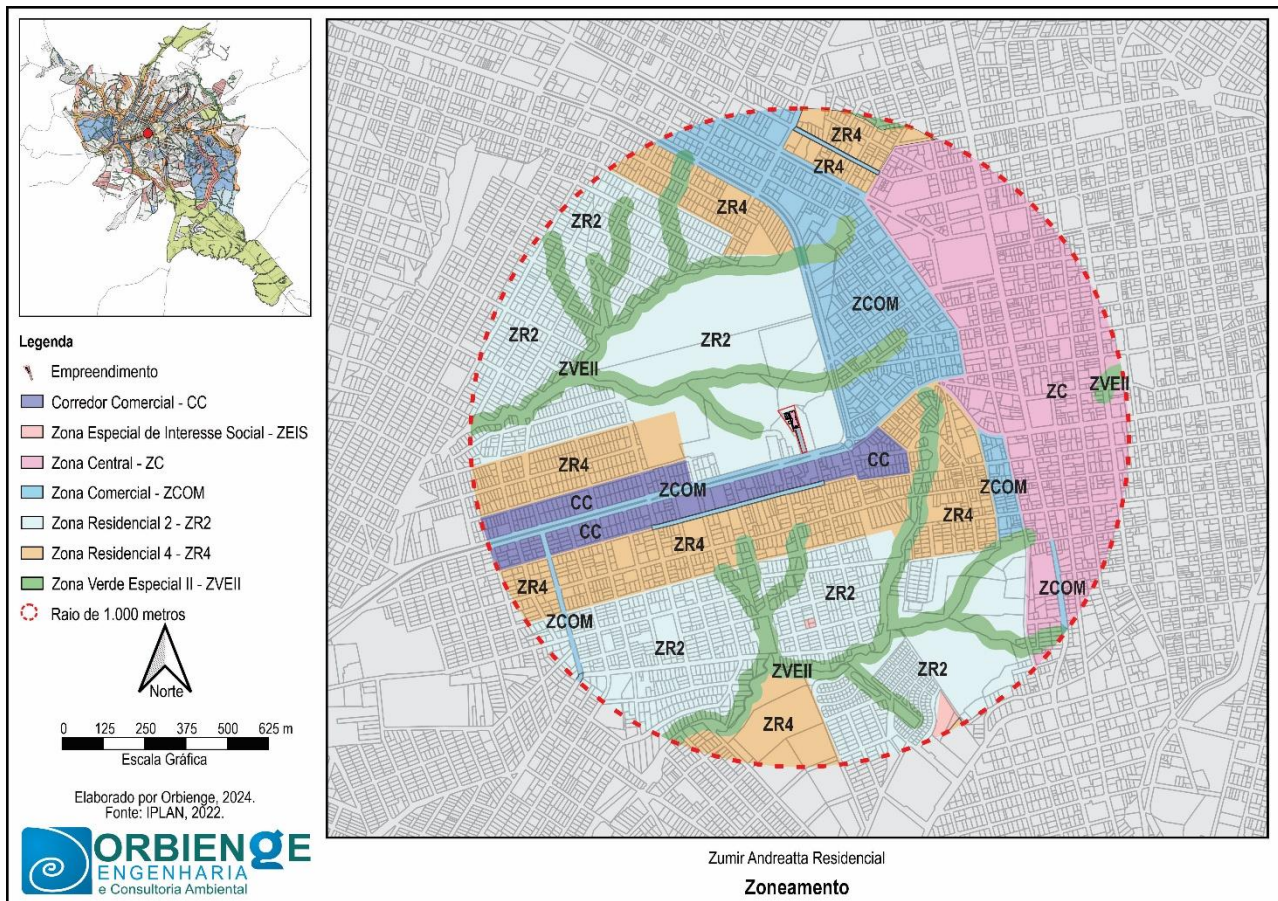 Legenda
Empreendimento
Corredor Comercial - CC
Zona Especial de Interesse Social - ZEIS
Zona Central - ZC
Zona Comercial - ZCOM
Zona Residencial 2 - ZR2
Zona Residencial 4 - ZR4
Zona Verde Especial II - ZVEII
Raio de 1.000 metros
Norte
0 125 250 375 500 625 m
Escala Gráfica
Elaborado por Orbienge, 2024.
Fonte: IPLAN, 2022.
ORBIENGE
ENGENHARIA
e Consultoria Ambiental
ZR4
ZR4
ZR2
ZR4
ZCOM
ZR2
ZR2
ZVEII
ZC
ZVEII
ZR4
CC
CC
ZCOM
ZCOM
CC
ZR4
ZR4
ZR4
ZCOM
ZCOM
ZR2
ZR2
ZVEII
ZR2
ZR4
Zumir Andreatta Residencial
Zoneamento